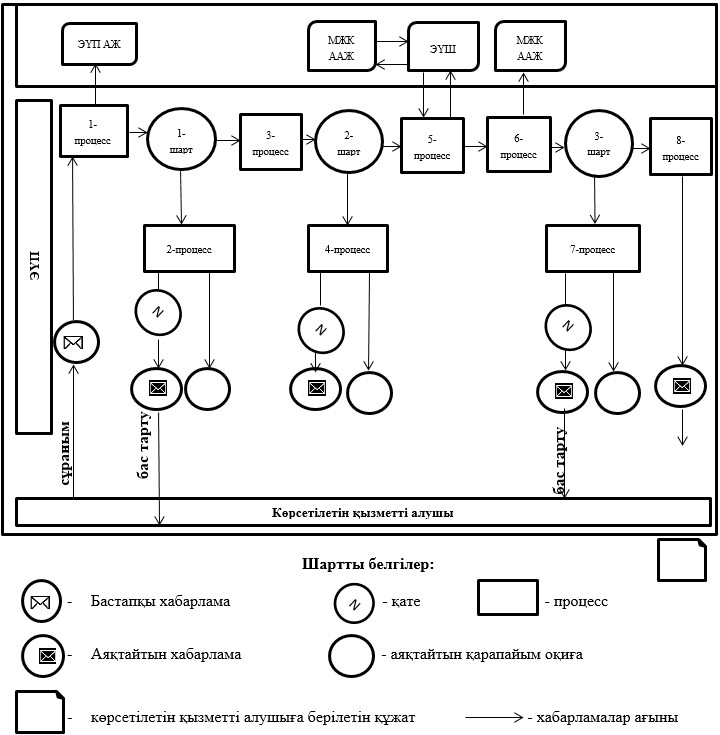 ЭҮП АЖ
МЖК
ААЖ
ЭҮШ
МЖК
ААЖ
ЭҮП
1-
процесс
1-
шарт
3-
процесс
2-
шарт
5-
процесс
6-
процесс
3-
шарт
8-
процесс
2-процесс
4-процесс
7-процесс
сұраным
бас тарту
бас тарту
Көрсетілетін қызметті алушы
Шартты белгілер:
- Бастапқы хабарлама
- қате
- процесс
- Аяқтайтын хабарлама
- аяқтайтын қарапайым оқиға
- көрсетілетін қызметті алушыға берілетін құжат
- хабарламалар ағыны